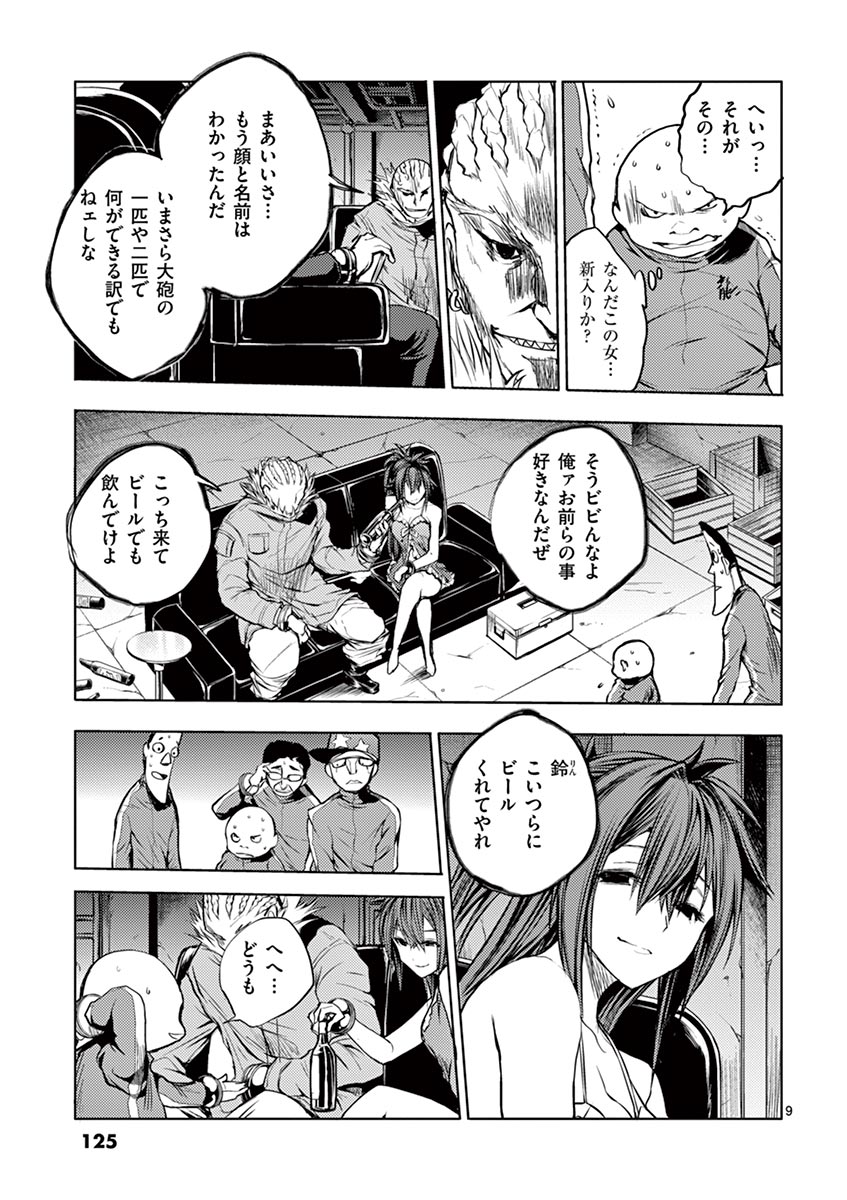 へいっ…
それが
その…
なんだこの女…
新入りか?
まあいいさ…
もう顔と名前は
わかったんだ
いまさら大砲の
一匹や二匹で
何ができる訳でも
ねェしな
そうビビんなよ
俺ァお前らの事
好きなんだぜ
こっち来て
ビールでも
飲んでけよ
鈴りん
こいつらに
ビール
くれてやれ
へへ…
どうも
9
125